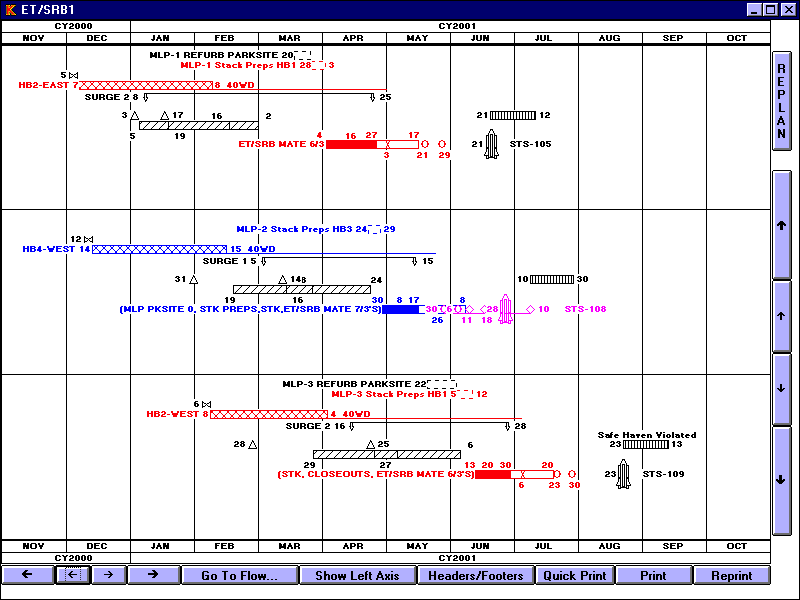 K ET/SRB1
CY2000 CY2001
NOV DEC JAN FEB MAR APR MAY JUN JUL AUG SEP OCT
MLP-1 REFURB PARKSITE 20
MLP-1 Stack Preps HB1 28 3
5
HB2-EAST 7 8 40WD
SURGE 2 8 25
3 17 16 2 21 12
5 19
4 16 27 17
ET/SRB MATE 6/3 21 STS-105
3 21 29
MLP-2 Stack Preps HB3 24 29
12
HB4-WEST 14 15 40WD
SURGE 1 5 15
31 148 24 10 30
19 16 30 8 17 8
(MLP PKSITE 0, STK PREPS,STK,ET/SRB MATE 7/3'S) 30 6 28 10 STS-108
26 11 18
MLP-3 REFURB PARKSITE 22
MLP-3 Stack Preps HB1 5 12
6
HB2-WEST 8 4 40WD
SURGE 2 16 28
Safe Haven Violated
28 25 6 23 13
29 27 13 20 30 20
(STK, CLOSEOUTS, ET/SRB MATE 6/3'S) 23 STS-109
6 23 30
NOV DEC JAN FEB MAR APR MAY JUN JUL AUG SEP OCT
CY2000 CY2001
Go To Flow... Show Left Axis Headers/Footers Quick Print Print Reprint
REPLAN